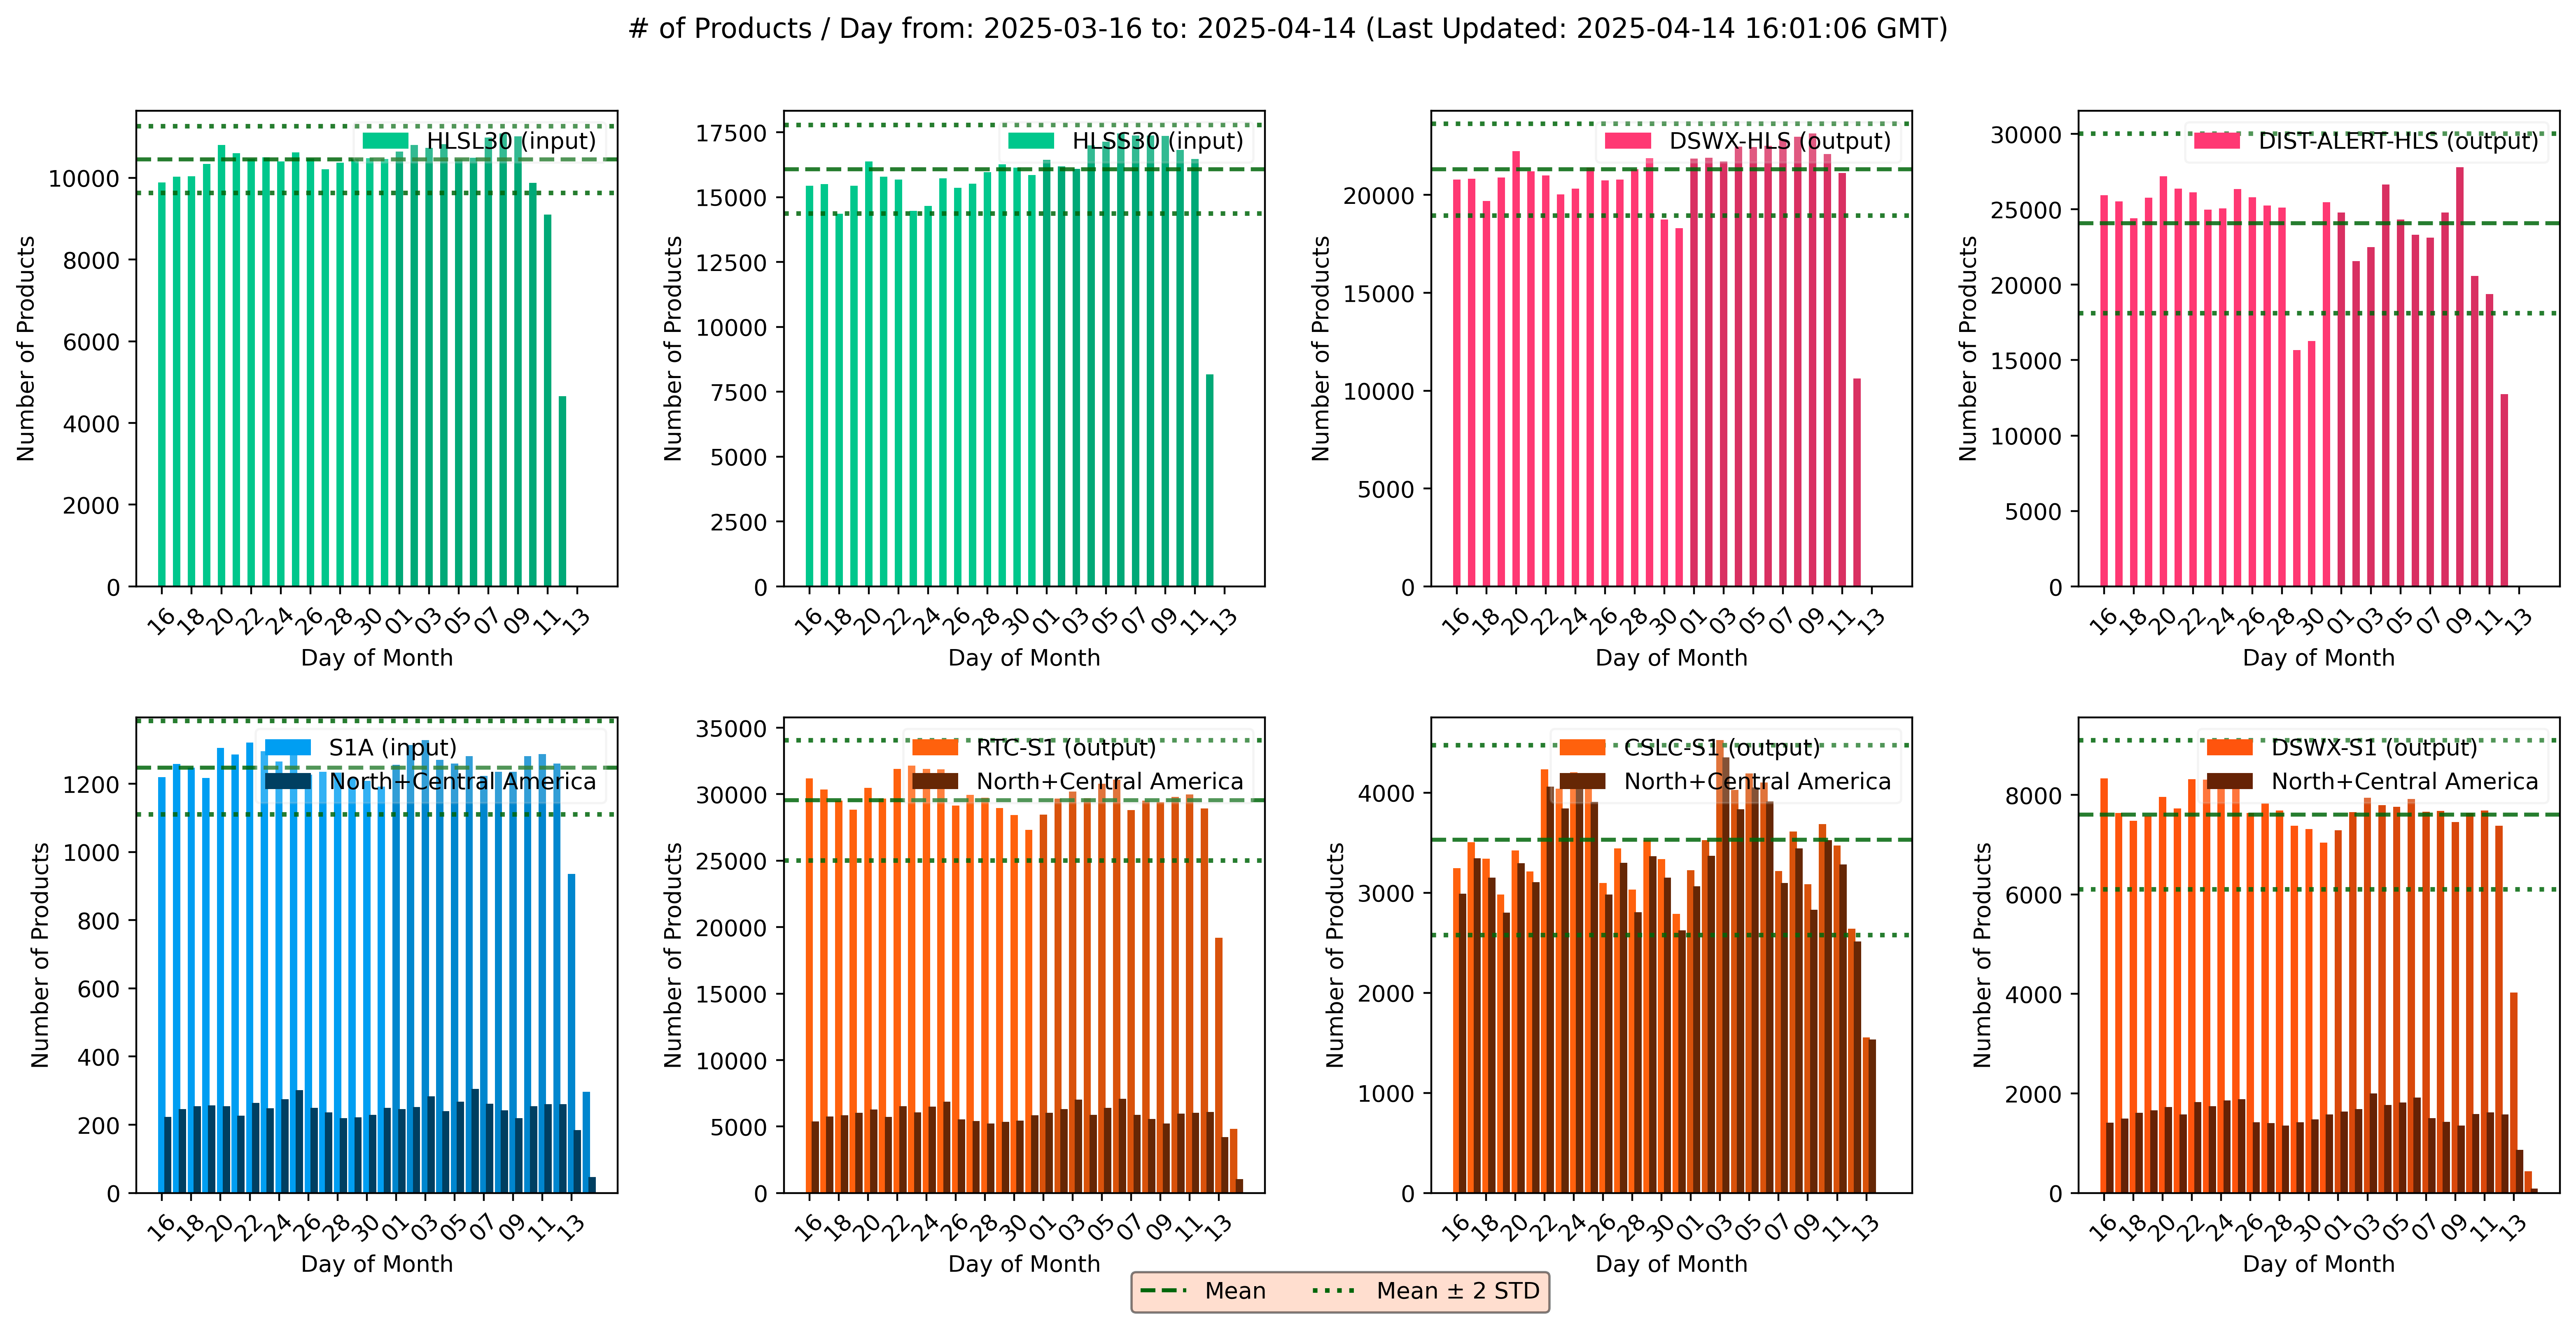 # of Products / Day from: 2025-03-16 to: 2025-04-14 (Last Updated: 2025-04-14 16:01:06 GMT)
HLSL30 (input)
Number of Products
10000
8000
6000
4000
2000
0
16 18 20 22 24 26 28 30 01 03 05 07 09 11 13
Day of Month
HLSS30 (input)
Number of Products
17500
15000
12500
10000
7500
5000
2500
0
16 18 20 22 24 26 28 30 01 03 05 07 09 11 13
Day of Month
DSWX-HLS (output)
Number of Products
20000
15000
10000
5000
0
16 18 20 22 24 26 28 30 01 03 05 07 09 11 13
Day of Month
DIST-ALERT-HLS (output)
Number of Products
30000
25000
20000
15000
10000
5000
0
16 18 20 22 24 26 28 30 01 03 05 07 09 11 13
Day of Month
S1A (input)
North+Central America
Number of Products
1200
1000
800
600
400
200
0
16 18 20 22 24 26 28 30 01 03 05 07 09 11 13
Day of Month
RTC-S1 (output)
North+Central America
Number of Products
35000
30000
25000
20000
15000
10000
5000
0
16 18 20 22 24 26 28 30 01 03 05 07 09 11 13
Day of Month
CSLC-S1 (output)
North+Central America
Number of Products
4000
3000
2000
1000
0
16 18 20 22 24 26 28 30 01 03 05 07 09 11 13
Day of Month
DSWX-S1 (output)
North+Central America
Number of Products
8000
6000
4000
2000
0
16 18 20 22 24 26 28 30 01 03 05 07 09 11 13
Day of Month
Mean Mean ± 2 STD